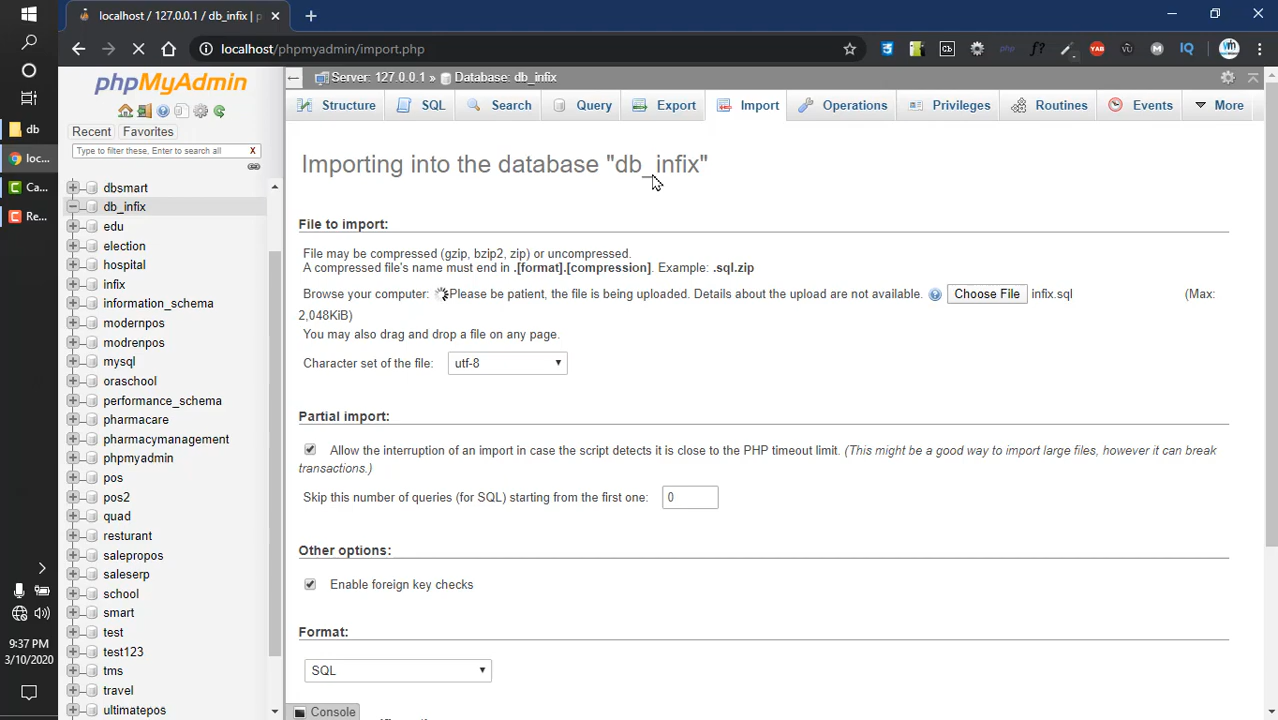 localhost / 127.0.0.1 / db_infix | p
localhost/phpmyadmin/import.php
phpMyAdmin
Recent
Favorites
Type to filter these, Enter to search all
X
dbsmart
db_infix
edu
election
hospital
infix
information_schema
modernpos
modrenpos
mysql
oraschool
performance_schema
pharmacare
pharmacymanagement
phpmyadmin
pos
pos2
quad
resturant
salepropos
saleserp
school
smart
test
test123
tms
travel
ultimatepos
Server: 127.0.0.1 » Database: db_infix
Structure
SQL
Search
Query
Export
Import
Operations
Privileges
Routines
Events
More
Importing into the database "db_infix"
File to import:
File may be compressed (gzip, bzip2, zip) or uncompressed.
A compressed file's name must end in .[format].[compression]. Example: .sql.zip
Browse your computer: Please be patient, the file is being uploaded. Details about the upload are not available. Choose File infix.sql (Max:
2,048KiB)
You may also drag and drop a file on any page.
Character set of the file: utf-8
Partial import:
Allow the interruption of an import in case the script detects it is close to the PHP timeout limit. (This might be a good way to import large files, however it can break
transactions.)
Skip this number of queries (for SQL) starting from the first one: 0
Other options:
Enable foreign key checks
Format:
SQL
Console
db
loc...
Ca...
Re...
9:37 PM
3/10/2020
Cb
php
f?
YAB
IQ